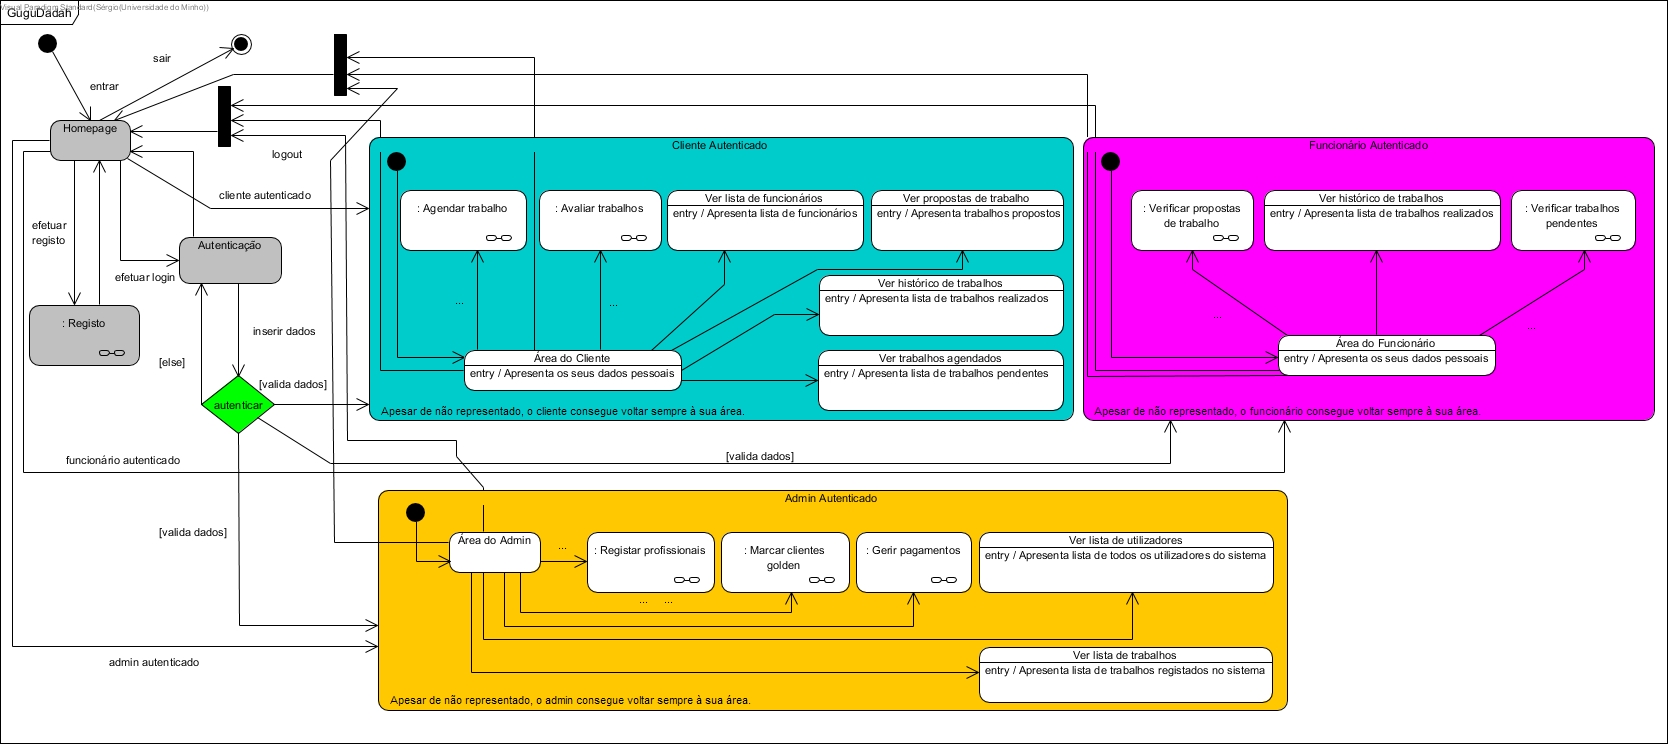 Visual Paradigm Standard(Sérgio(Universidade do Minho))
GuguDadah
sair
entrar
Homepage
logout
cliente autenticado
efetuar
registo
Autenticação
efetuar login
: Registo
inserir dados
[else]
[valida dados]
autenticar
funcionário autenticado
[valida dados]
[valida dados]
admin autenticado
Cliente Autenticado
: Agendar trabalho
: Avaliar trabalhos
Ver lista de funcionários
entry / Apresenta lista de funcionários
Ver propostas de trabalho
entry / Apresenta trabalhos propostos
Ver histórico de trabalhos
entry / Apresenta lista de trabalhos realizados
...
...
Área do Cliente
entry / Apresenta os seus dados pessoais
Ver trabalhos agendados
entry / Apresenta lista de trabalhos pendentes
Apesar de não representado, o cliente consegue voltar sempre à sua área.
Funcionário Autenticado
: Verificar propostas
de trabalho
Ver histórico de trabalhos
entry / Apresenta lista de trabalhos realizados
: Verificar trabalhos
pendentes
...
...
Área do Funcionário
entry / Apresenta os seus dados pessoais
Apesar de não representado, o funcionário consegue voltar sempre à sua área.
Admin Autenticado
Área do Admin
...
: Registar profissionais
: Marcar clientes
golden
: Gerir pagamentos
Ver lista de utilizadores
entry / Apresenta lista de todos os utilizadores do sistema
...
...
Ver lista de trabalhos
entry / Apresenta lista de trabalhos registados no sistema
Apesar de não representado, o admin consegue voltar sempre à sua área.